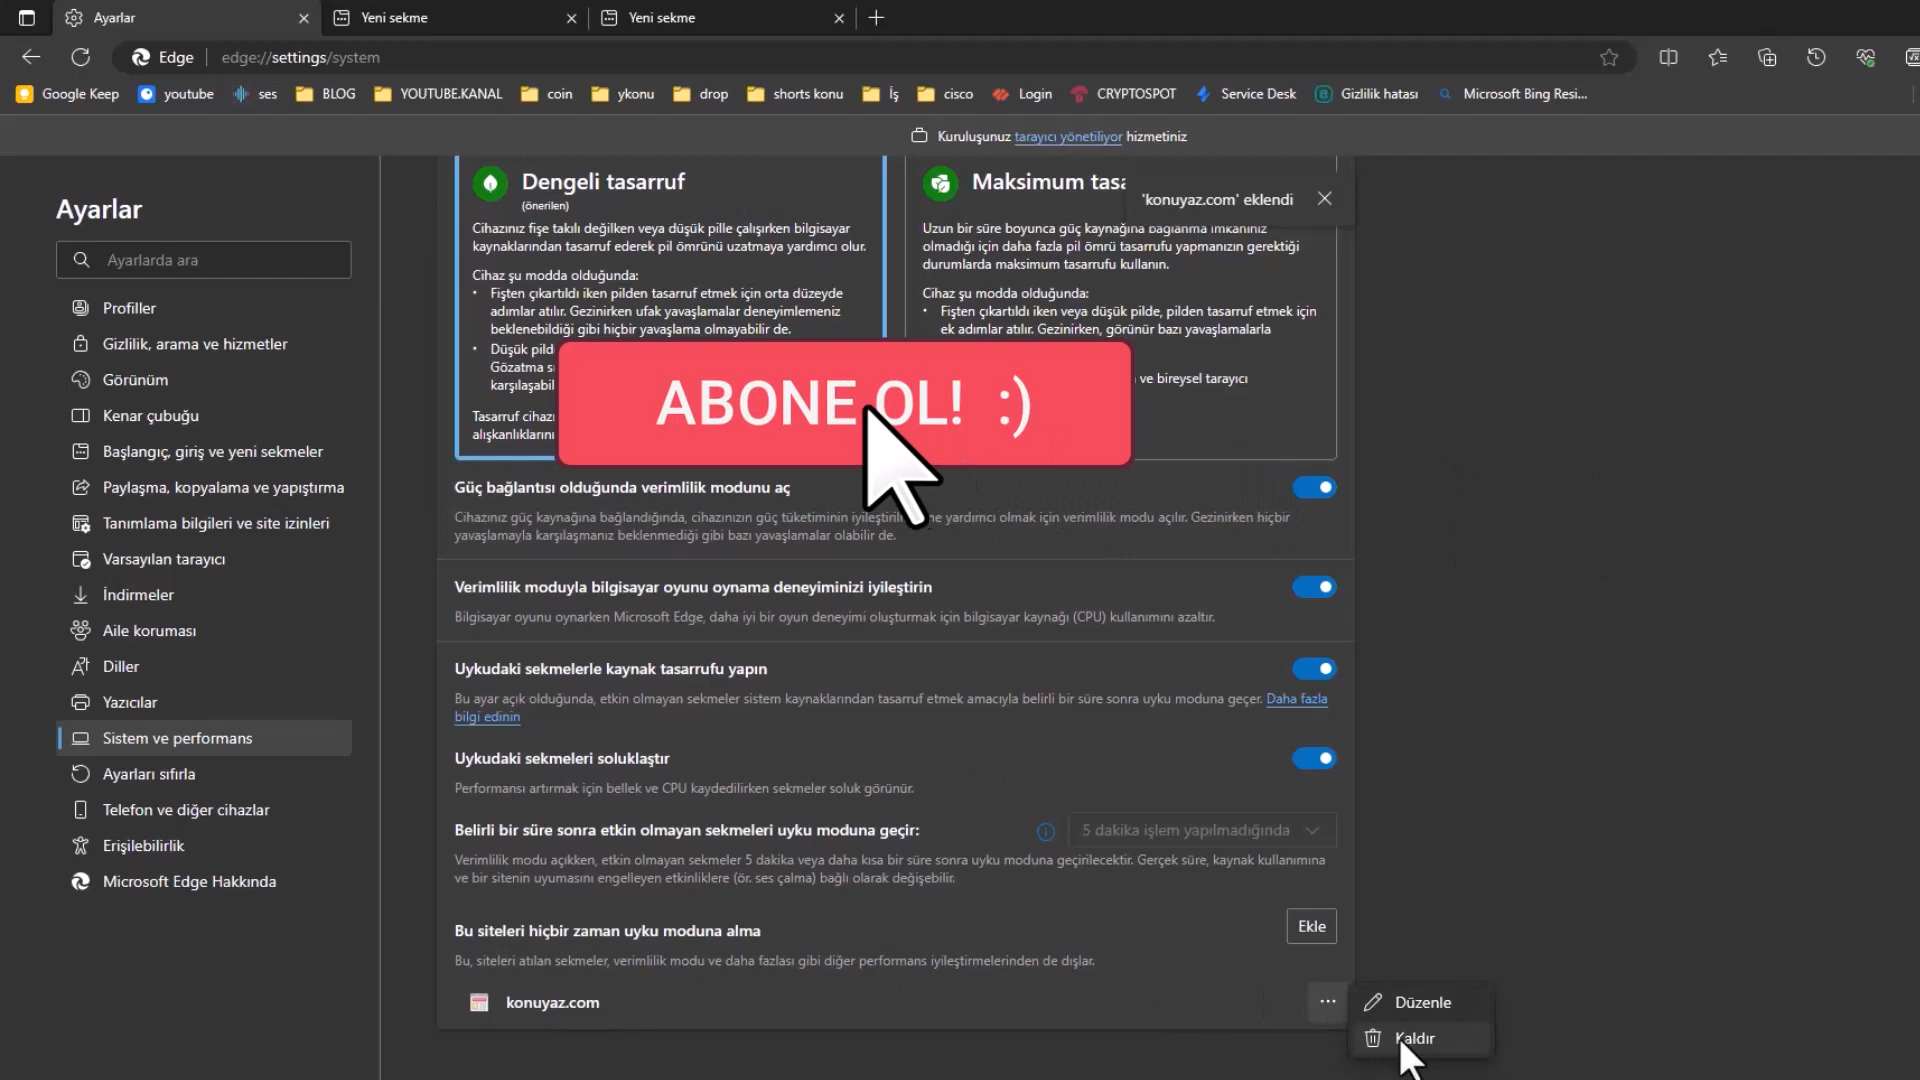 Ayarlar
Yeni sekme
Yeni sekme
Edge
edge://settings/system
Google Keep
youtube
ses
BLOG
YOUTUBE.KANAL
coin
ykonu
drop
shorts konu
İş
cisco
Login
CRYPTOSPOT
Service Desk
Gizlilik hatası
Microsoft Bing Resi...
Kuruluşunuz tarayıcı yönetiliyor hizmetiniz
Ayarlar
Ayarlarda ara
Profiller
Gizlilik, arama ve hizmetler
Görünüm
Kenar çubuğu
Başlangıç, giriş ve yeni sekmeler
Paylaşma, kopyalama ve yapıştırma
Tanımlama bilgileri ve site izinleri
Varsayılan tarayıcı
İndirmeler
Aile koruması
Diller
Yazıcılar
Sistem ve performans
Ayarları sıfırla
Telefon ve diğer cihazlar
Erişilebilirlik
Microsoft Edge Hakkında
Dengeli tasarruf
(önerilen)
Cihazınız fişe takılı değilken veya düşük pille çalışırken bilgisayar
kaynaklarından tasarruf ederek pil ömrünü uzatmaya yardımcı olur.
Cihaz şu modda olduğunda:
• Fişten çıkartıldı iken pilden tasarruf etmek için orta düzeyde
adımlar atılır. Gezinirken ufak yavaşlamalar deneyimlemeniz
beklenebildiği gibi hiçbir yavaşlama olmayabilir de.
• Düşük pild
Gözatma s
karşılaşabil
Tasarruf cihaz
alışkanlıkların
Maksimum tasa
'konuyaz.com' eklendi
Uzun bir süre boyunca güç kaynağına bağlanma imkanınız
olmadığı için daha fazla pil ömrü tasarrufu yapmanızın gerektiği
durumlarda maksimum tasarrufu kullanın.
Cihaz şu modda olduğunda:
• Fişten çıkartıldı iken veya düşük pilde, pilden tasarruf etmek için
ek adımlar atılır. Gezinirken, görünür bazı yavaşlamalarla
ve bireysel tarayıcı
ABONE OL! :)
Güç bağlantısı olduğunda verimlilik modunu aç
Cihazınız güç kaynağına bağlandığında, cihazınızın güç tüketiminin iyileştiril ne yardımcı olmak için verimlilik modu açılır. Gezinirken hiçbir
yavaşlamayla karşılaşmanız beklenmediği gibi bazı yavaşlamalar olabilir de.
Verimlilik moduyla bilgisayar oyunu oynama deneyiminizi iyileştirin
Bilgisayar oyunu oynarken Microsoft Edge, daha iyi bir oyun deneyimi oluşturmak için bilgisayar kaynağı (CPU) kullanımını azaltır.
Uykudaki sekmelerle kaynak tasarrufu yapın
Bu ayar açık olduğunda, etkin olmayan sekmeler sistem kaynaklarından tasarruf etmek amacıyla belirli bir süre sonra uyku moduna geçer. Daha fazla
bilgi edinin
Uykudaki sekmeleri soluklaştır
Performansı artırmak için bellek ve CPU kaydedilirken sekmeler soluk görünür.
Belirli bir süre sonra etkin olmayan sekmeleri uyku moduna geçir:
5 dakika işlem yapılmadığında
Verimlilik modu açıkken, etkin olmayan sekmeler 5 dakika veya daha kısa bir süre sonra uyku moduna geçirilecektir. Gerçek süre, kaynak kullanımına
ve bir sitenin uyumasını engelleyen etkinliklere (ör. ses çalma) bağlı olarak değişebilir.
Bu siteleri hiçbir zaman uyku moduna alma
Ekle
Bu, siteleri atılan sekmeler, verimlilik modu ve daha fazlası gibi diğer performans iyileştirmelerinden de dışlar.
konuyaz.com
Düzenle
Kaldır